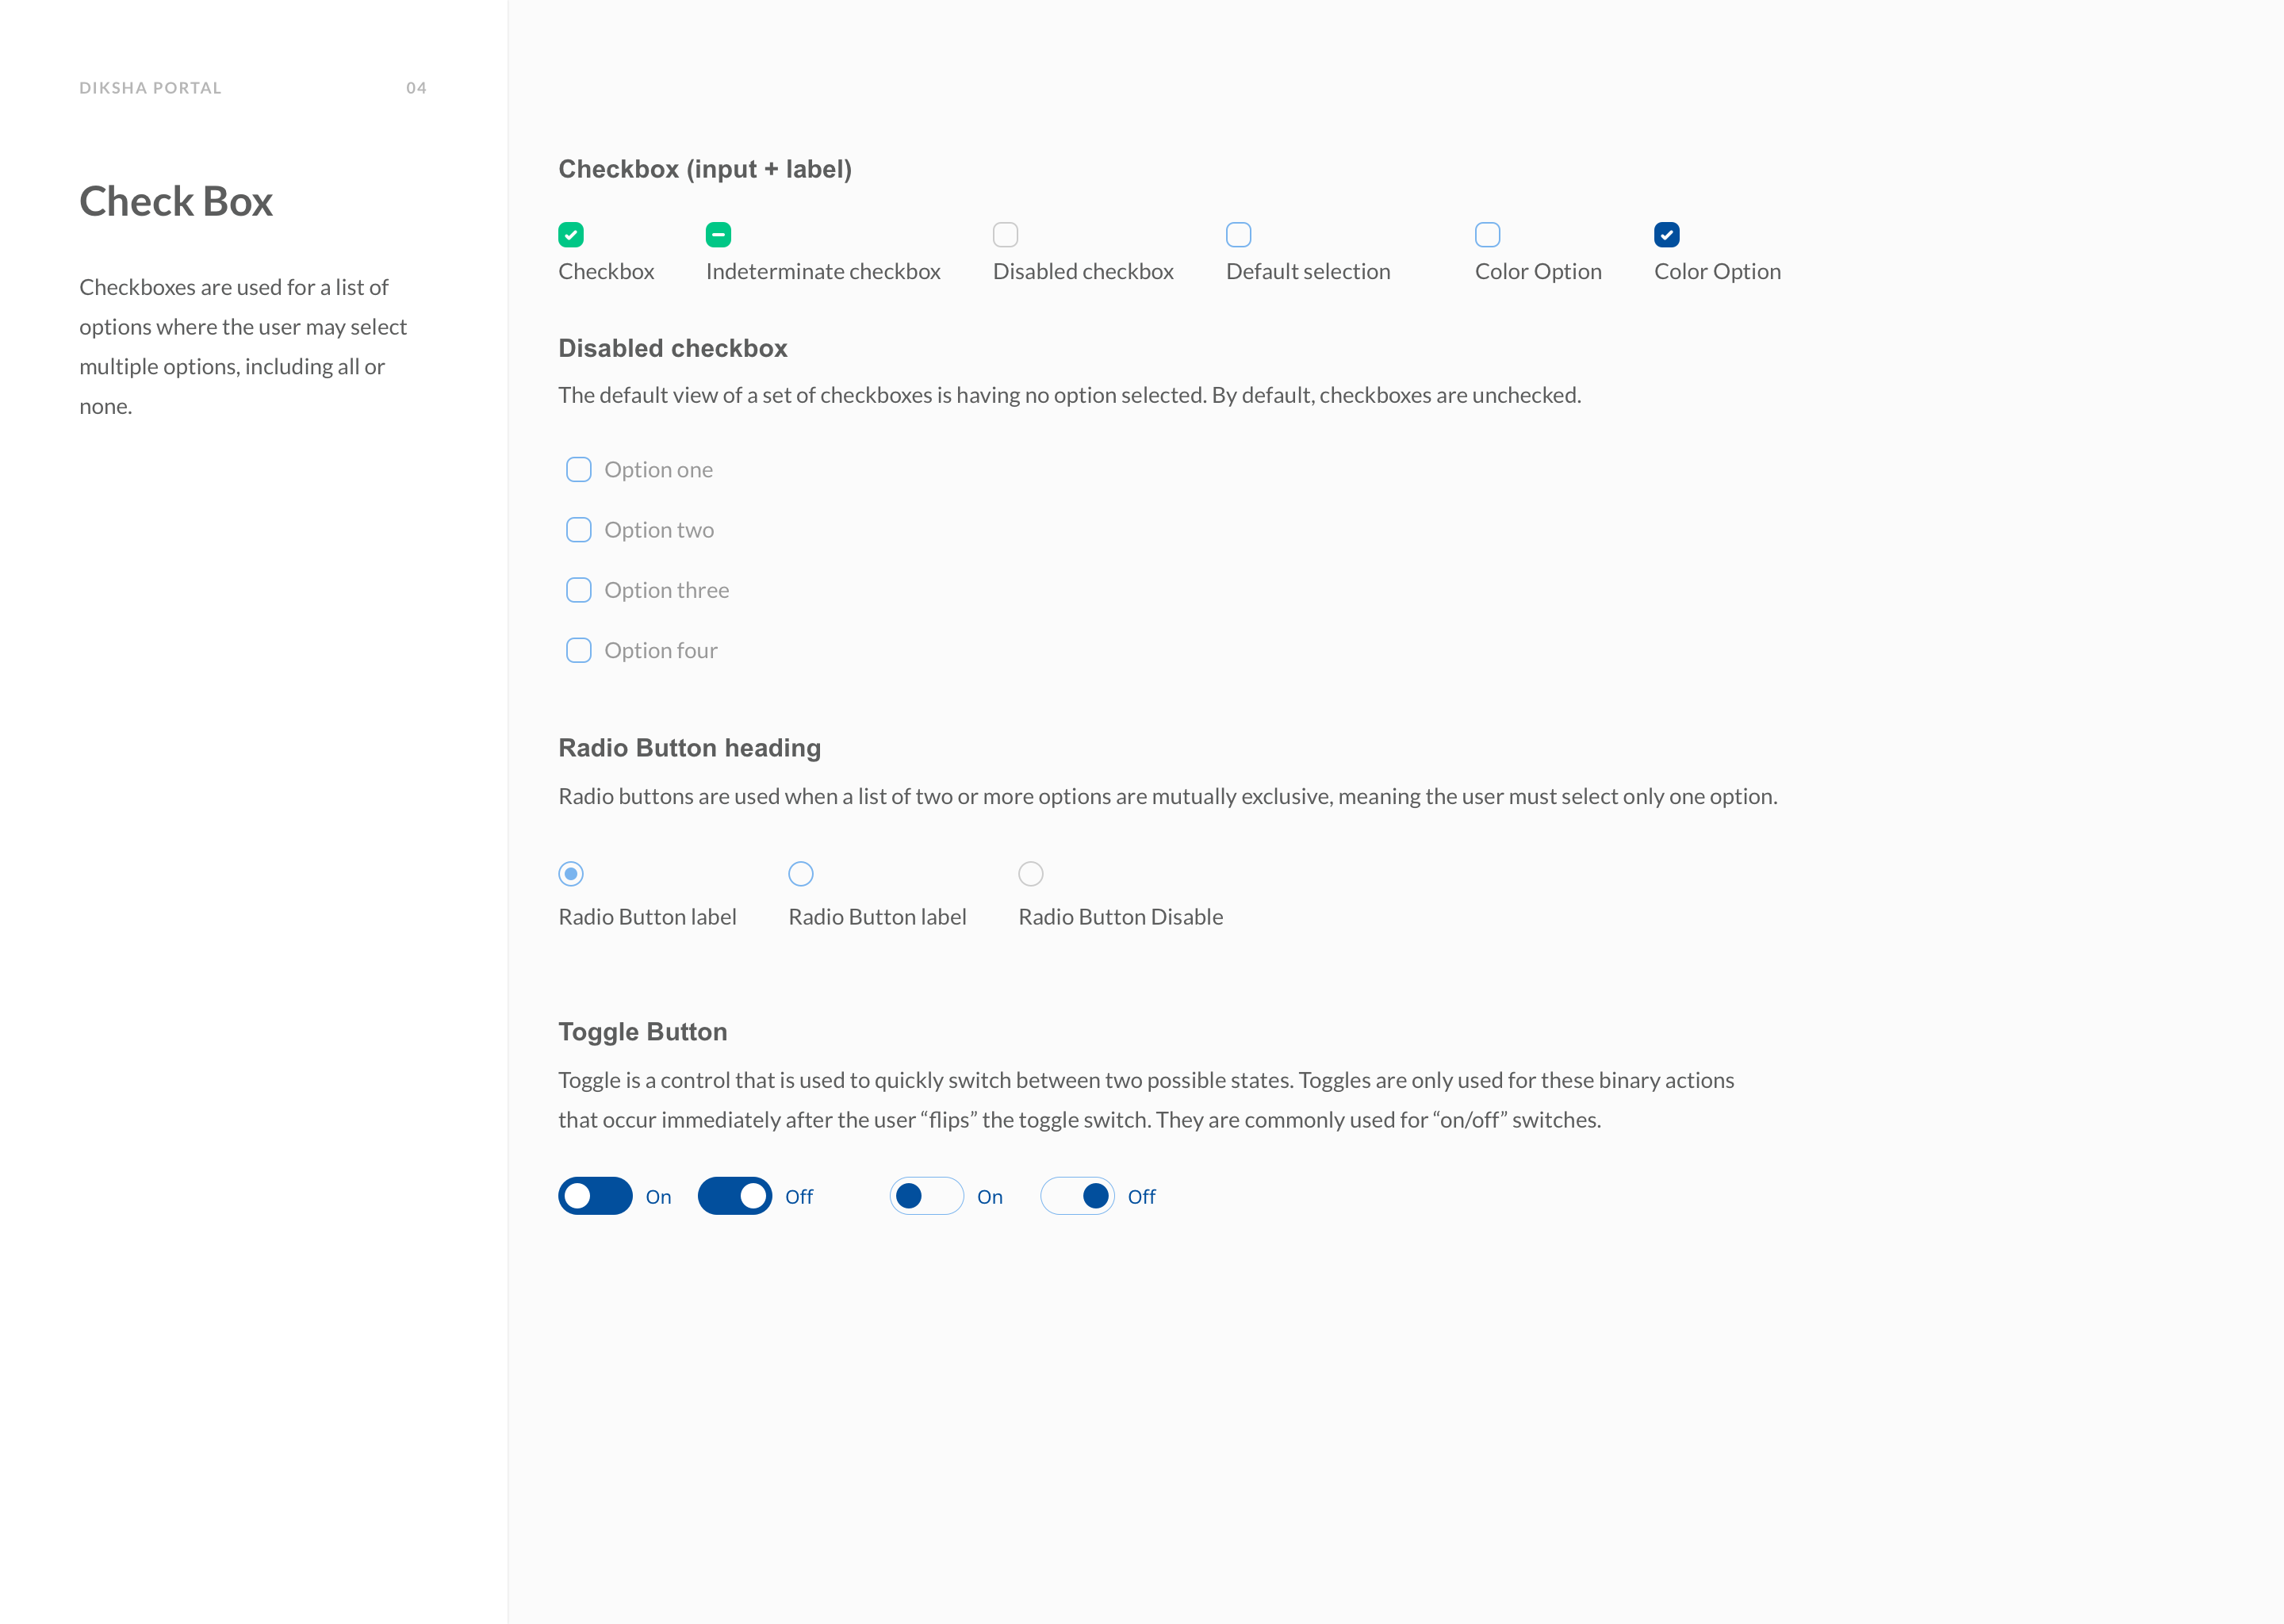 DIKSHA PORTAL 04
Check Box
Checkboxes are used for a list of
options where the user may select
multiple options, including all or
none.
Checkbox (input + label)
Checkbox Indeterminate checkbox Disabled checkbox Default selection Color Option Color Option
Disabled checkbox
The default view of a set of checkboxes is having no option selected. By default, checkboxes are unchecked.
Option one
Option two
Option three
Option four
Radio Button heading
Radio buttons are used when a list of two or more options are mutually exclusive, meaning the user must select only one option.
Radio Button label Radio Button label Radio Button Disable
Toggle Button
Toggle is a control that is used to quickly switch between two possible states. Toggles are only used for these binary actions
that occur immediately after the user “flips” the toggle switch. They are commonly used for “on/off” switches.
On Off On Off